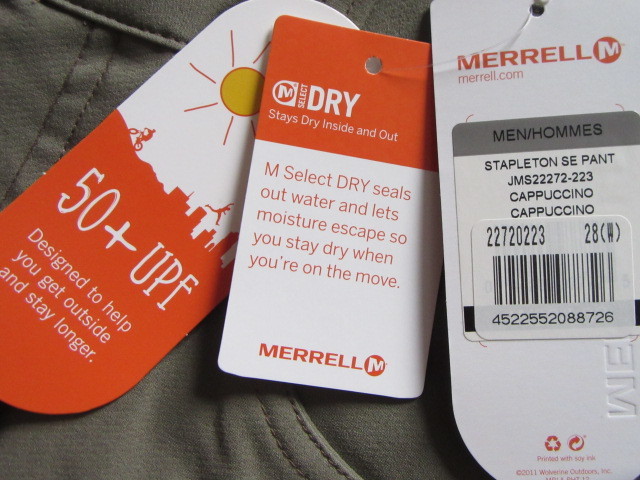 50+ UPF
Designed to help
you get outside
and stay longer.
M SELECT DRY
Stays Dry Inside and Out
M Select DRY seals
out water and lets
moisture escape so
you stay dry when
you're on the move.
MERRELL M
MERRELL M
merrell.com
MEN/HOMMES
STAPLETON SE PANT
JMS22272-223
CAPPUCCINO
CAPPUCCINO
22720223 28(W)
4522552088726
ME
Printed with soy ink
©2011 Wolverine Outdoors, Inc.